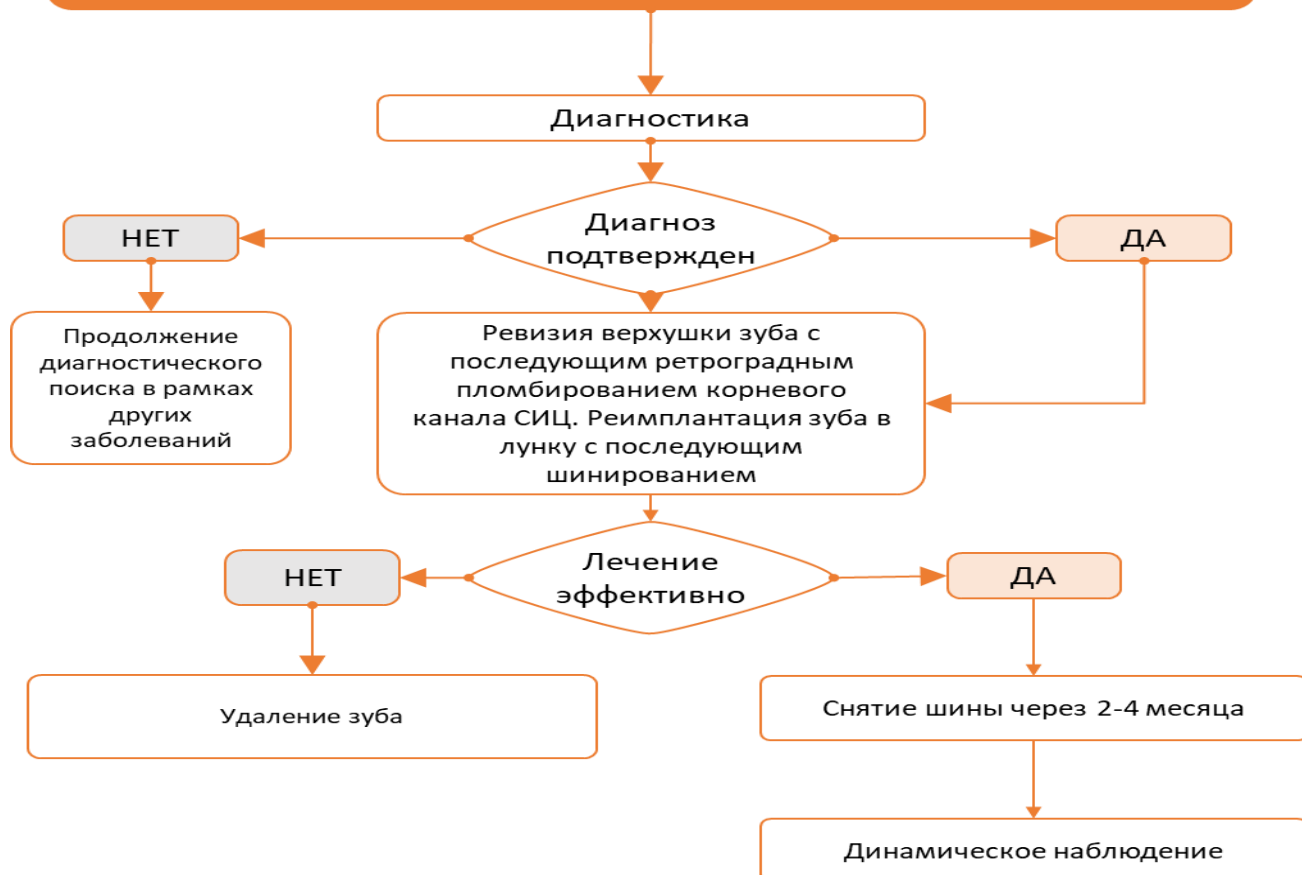 Диагностика
Диагноз
подтвержден
НЕТ
ДА
Продолжение
диагностического
поиска в рамках
других
заболеваний
Ревизия верхушки зуба с
последующим ретроградным
пломбированием корневого
канала СИЦ. Реимплантация зуба в
лунку с последующим
шинированием
Лечение
эффективно
НЕТ
ДА
Удаление зуба
Снятие шины через 2-4 месяца
Динамическое наблюдение